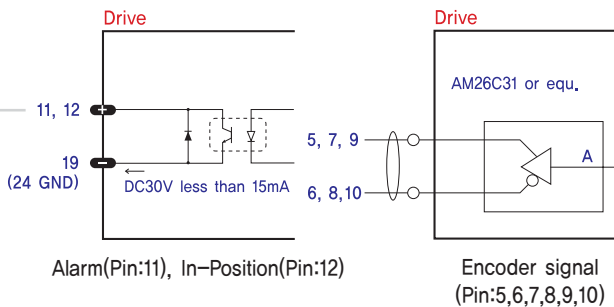 Drive
11, 12
19
(24 GND)
DC30V less than 15mA
Alarm(Pin:11), In-Position(Pin:12)
Drive
AM26C31 or equ.
5, 7, 9
A
6, 8,10
Encoder signal
(Pin:5,6,7,8,9,10)